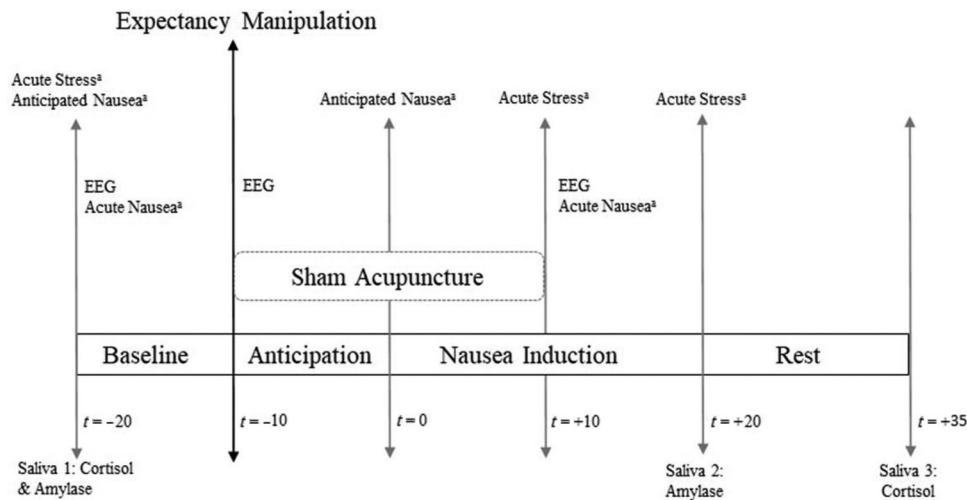 Expectancy Manipulation
Acute Stressᵃ
Anticipated Nauseaᵃ
Anticipated Nauseaᵃ
Acute Stressᵃ
Acute Stressᵃ
EEG
Acute Nauseaᵃ
EEG
EEG
Acute Nauseaᵃ
Sham Acupuncture
Baseline
Anticipation
Nausea Induction
Rest
t = –20
t = –10
t = 0
t = +10
t = +20
t = +35
Saliva 1: Cortisol
& Amylase
Saliva 2:
Amylase
Saliva 3:
Cortisol